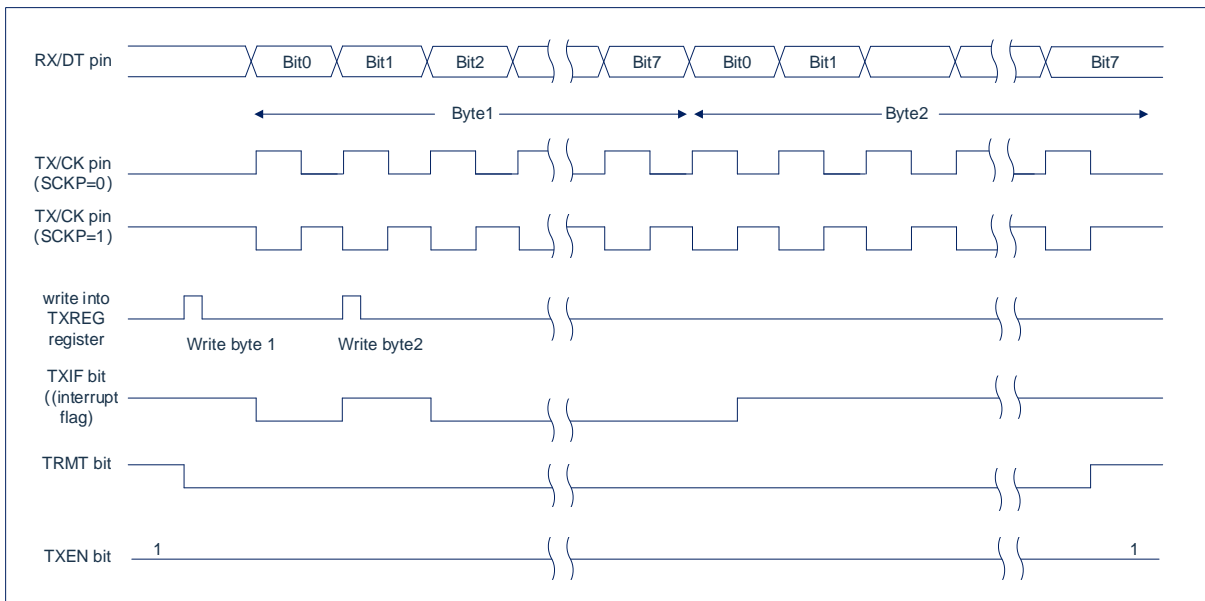 RX/DT pin
Bit0 Bit1 Bit2 Bit7 Bit0 Bit1 Bit7
Byte1 Byte2
TX/CK pin
(SCKP=0)
TX/CK pin
(SCKP=1)
write into
TXREG
register
Write byte 1 Write byte2
TXIF bit
((interrupt
flag)
TRMT bit
TXEN bit
1 1